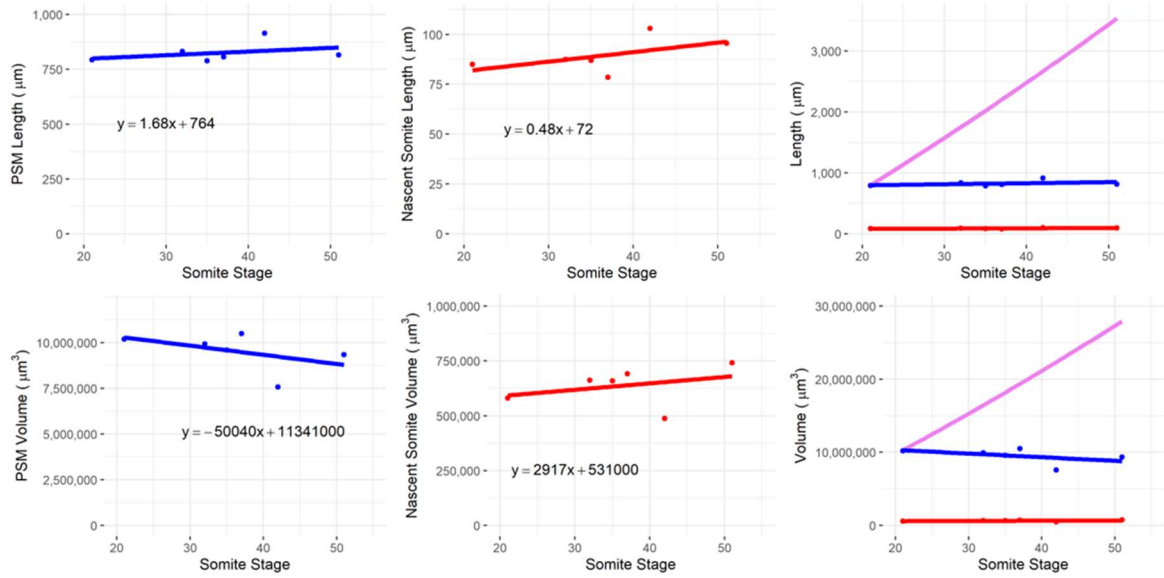 1,000
750
500
250
0
PSM Length ( μm)
y = 1.68x + 764
20 30 40 50
Somite Stage
100
75
50
25
0
Nascent Somite Length ( μm)
y = 0.48x + 72
20 30 40 50
Somite Stage
3,000
2,000
1,000
0
Length ( μm)
20 30 40 50
Somite Stage
10,000,000
7,500,000
5,000,000
2,500,000
0
PSM Volume ( μm³)
y = −50040x + 11341000
20 30 40 50
Somite Stage
1,000,000
750,000
500,000
250,000
0
Nascent Somite Volume ( μm³)
y = 2917x + 531000
20 30 40 50
Somite Stage
30,000,000
20,000,000
10,000,000
0
Volume ( μm³)
20 30 40 50
Somite Stage